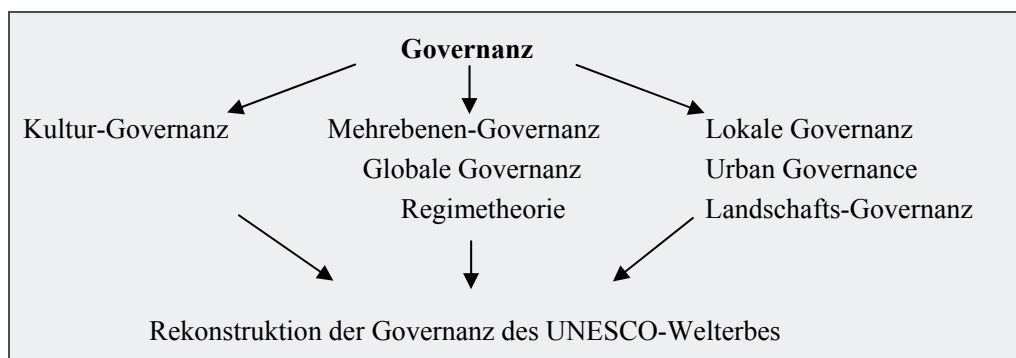 Governanz
Kultur-Governanz Mehrebenen-Governanz Lokale Governanz
Globale Governanz Urban Governance
Regimetheorie Landschafts-Governanz
Rekonstruktion der Governanz des UNESCO-Welterbes